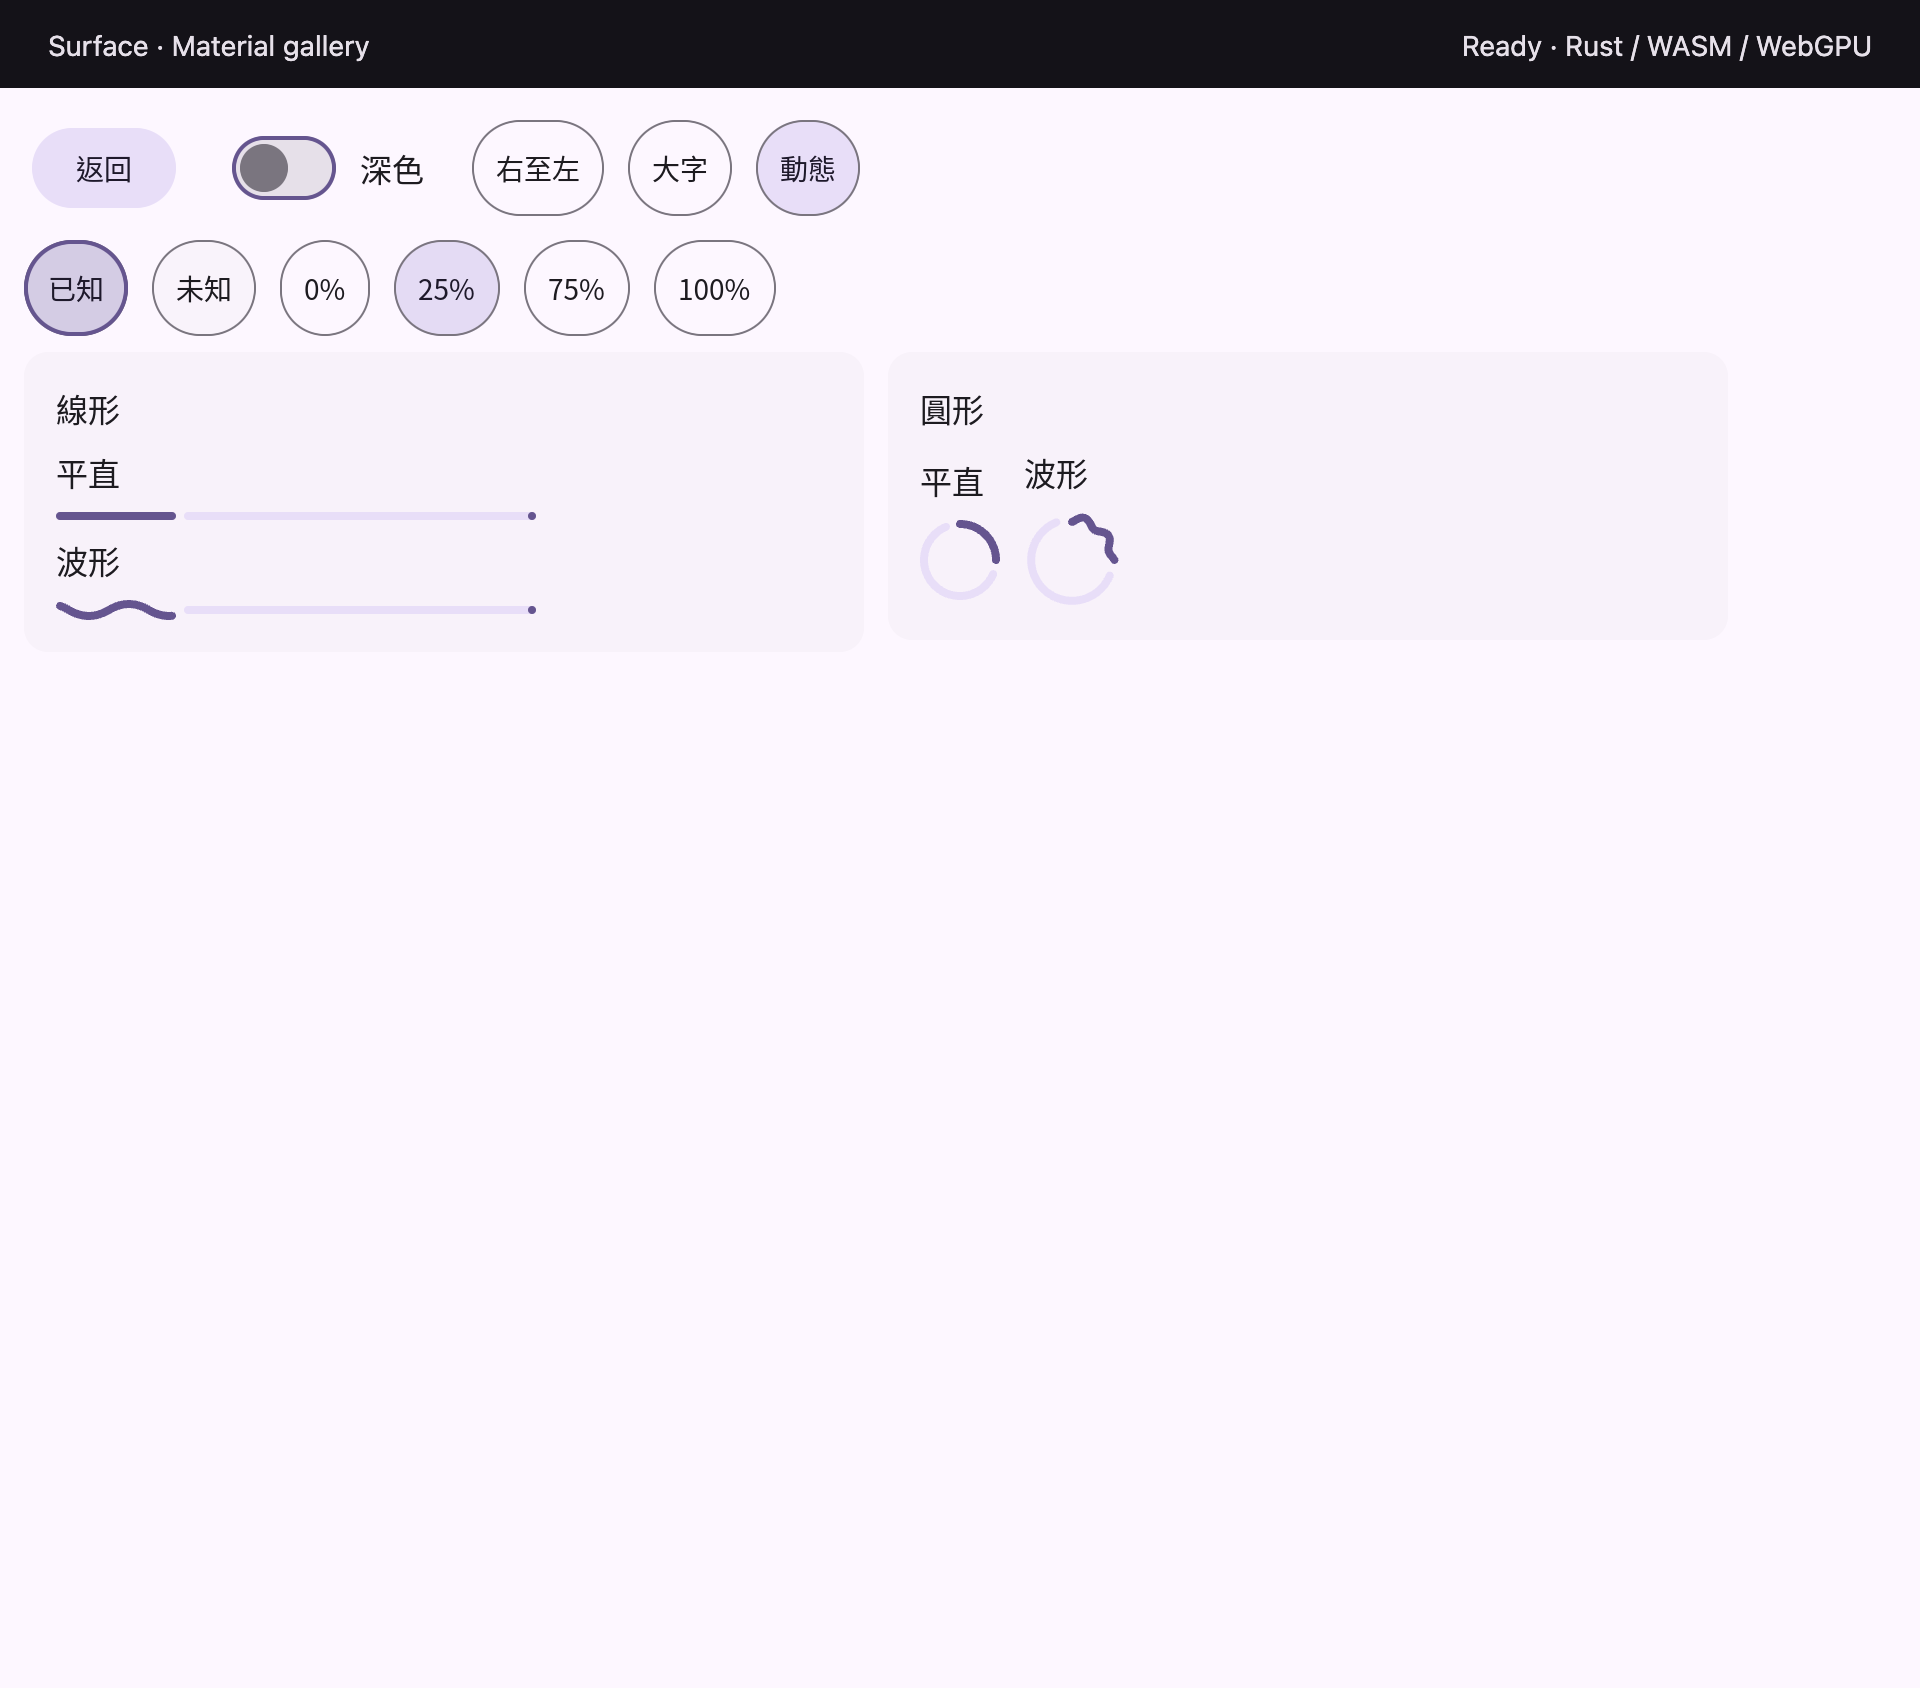 Surface · Material gallery
Ready · Rust / WASM / WebGPU
返回
深色
右至左
大字
動態
已知
未知
0%
25%
75%
100%
線形
平直
波形
圓形
平直
波形